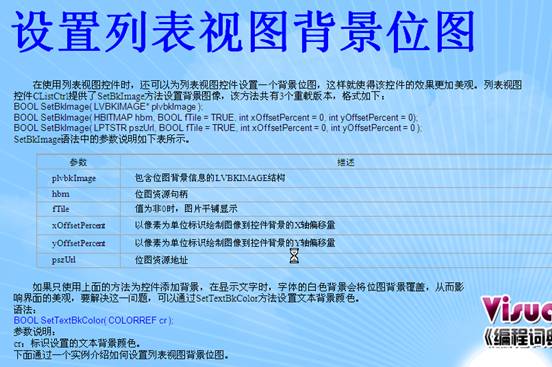 设置列表视图背景位图
在使用列表视图控件时，还可以为列表视图控件设置一个背景位图，这样就使得该控件的效果更加美观。列表视图
控件CListCtrl提供了SetBkImage方法设置背景图像，该方法共有3个重载版本，格式如下：
BOOL SetBkImage( LVBKIMAGE* plvbkImage );
BOOL SetBkImage( HBITMAP hbm, BOOL fTile = TRUE, int xOffsetPercent = 0, int yOffsetPercent = 0);
BOOL SetBkImage( LPTSTR pszUrl, BOOL fTile = TRUE, int xOffsetPercent = 0, int yOffsetPercent = 0 );
SetBkImage语法中的参数说明如下表所示。
参数 描述
plvbkImage 包含位图背景信息的LVBKIMAGE结构
hbm 位图资源句柄
fTile 值为非0时，图片平铺显示
xOffsetPercent 以像素为单位标识绘制图像到控件背景的X轴偏移量
yOffsetPercent 以像素为单位标识绘制图像到控件背景的Y轴偏移量
pszUrl 位图资源地址
如果只使用上面的方法为控件添加背景，在显示文字时，字体的白色背景会将位图背景覆盖，从而影
响界面的美观，要解决这一问题，可以通过SetTextBkColor方法设置文本背景颜色。
语法：
BOOL SetTextBkColor( COLORREF cr );
参数说明：
cr：标识设置的文本背景颜色。
下面通过一个实例介绍如何设置列表视图背景位图。
Visua
《编程词典